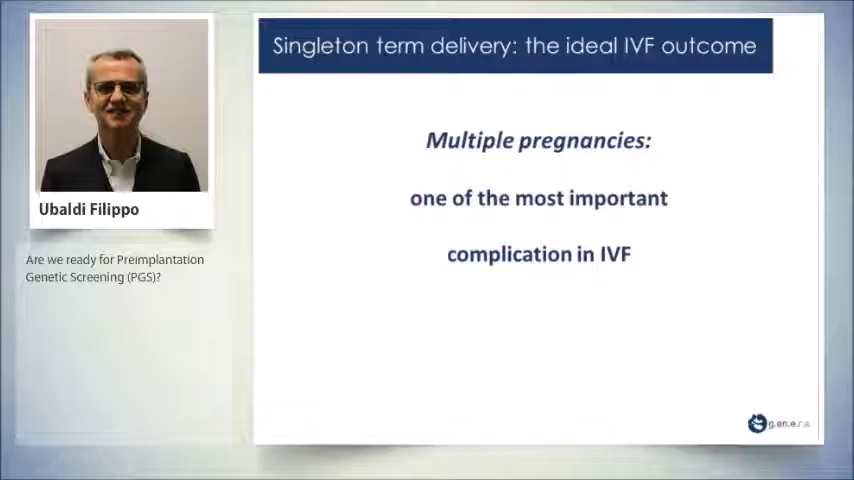 Singleton term delivery: the ideal IVF outcome
Multiple pregnancies:
one of the most important
complication in IVF
Ubaldi Filippo
Are we ready for Preimplantation
Genetic Screening (PGS)?
g.en.e.r.a.